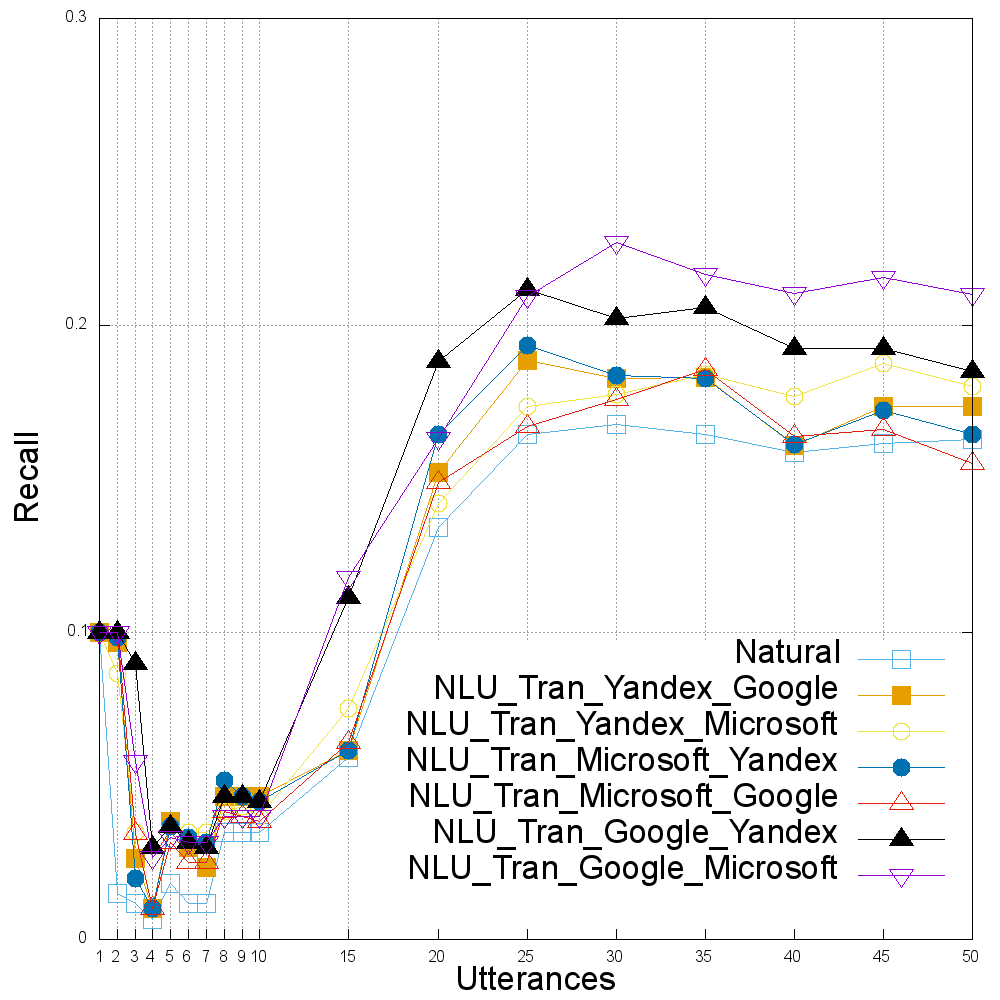 0.3
0.2
0.1
0
Recall
Natural
NLU_Tran_Yandex_Google
NLU_Tran_Yandex_Microsoft
NLU_Tran_Microsoft_Yandex
NLU_Tran_Microsoft_Google
NLU_Tran_Google_Yandex
NLU_Tran_Google_Microsoft
1 2 3 4 5 6 7 8 9 10 15 20 25 30 35 40 45 50
Utterances